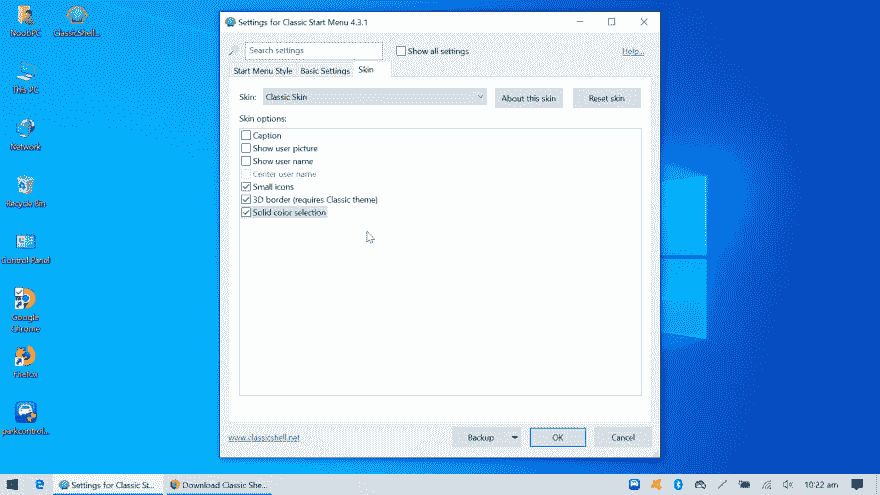 NoobPC
ClassicShell...
This PC
Network
Recycle Bin
Control Panel
Google
Chrome
Firefox
parkcontrol...
Settings for Classic Start Menu 4.3.1
Search settings
Show all settings
Help...
Start Menu Style
Basic Settings
Skin
Skin:
Classic Skin
About this skin
Reset skin
Skin options:
Caption
Show user picture
Show user name
Center user name
Small icons
3D border (requires Classic theme)
Solid color selection
www.classicshell.net
Backup
OK
Cancel
Settings for Classic St...
Download Classic She...
10:22 am